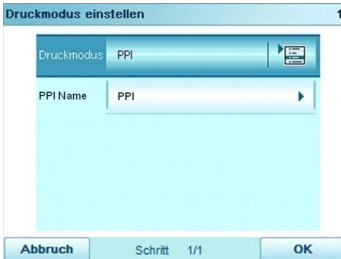 Druckmodus einstellen 1
Druckmodus PPI
PPI Name PPI
Abbruch Schritt 1/1 OK